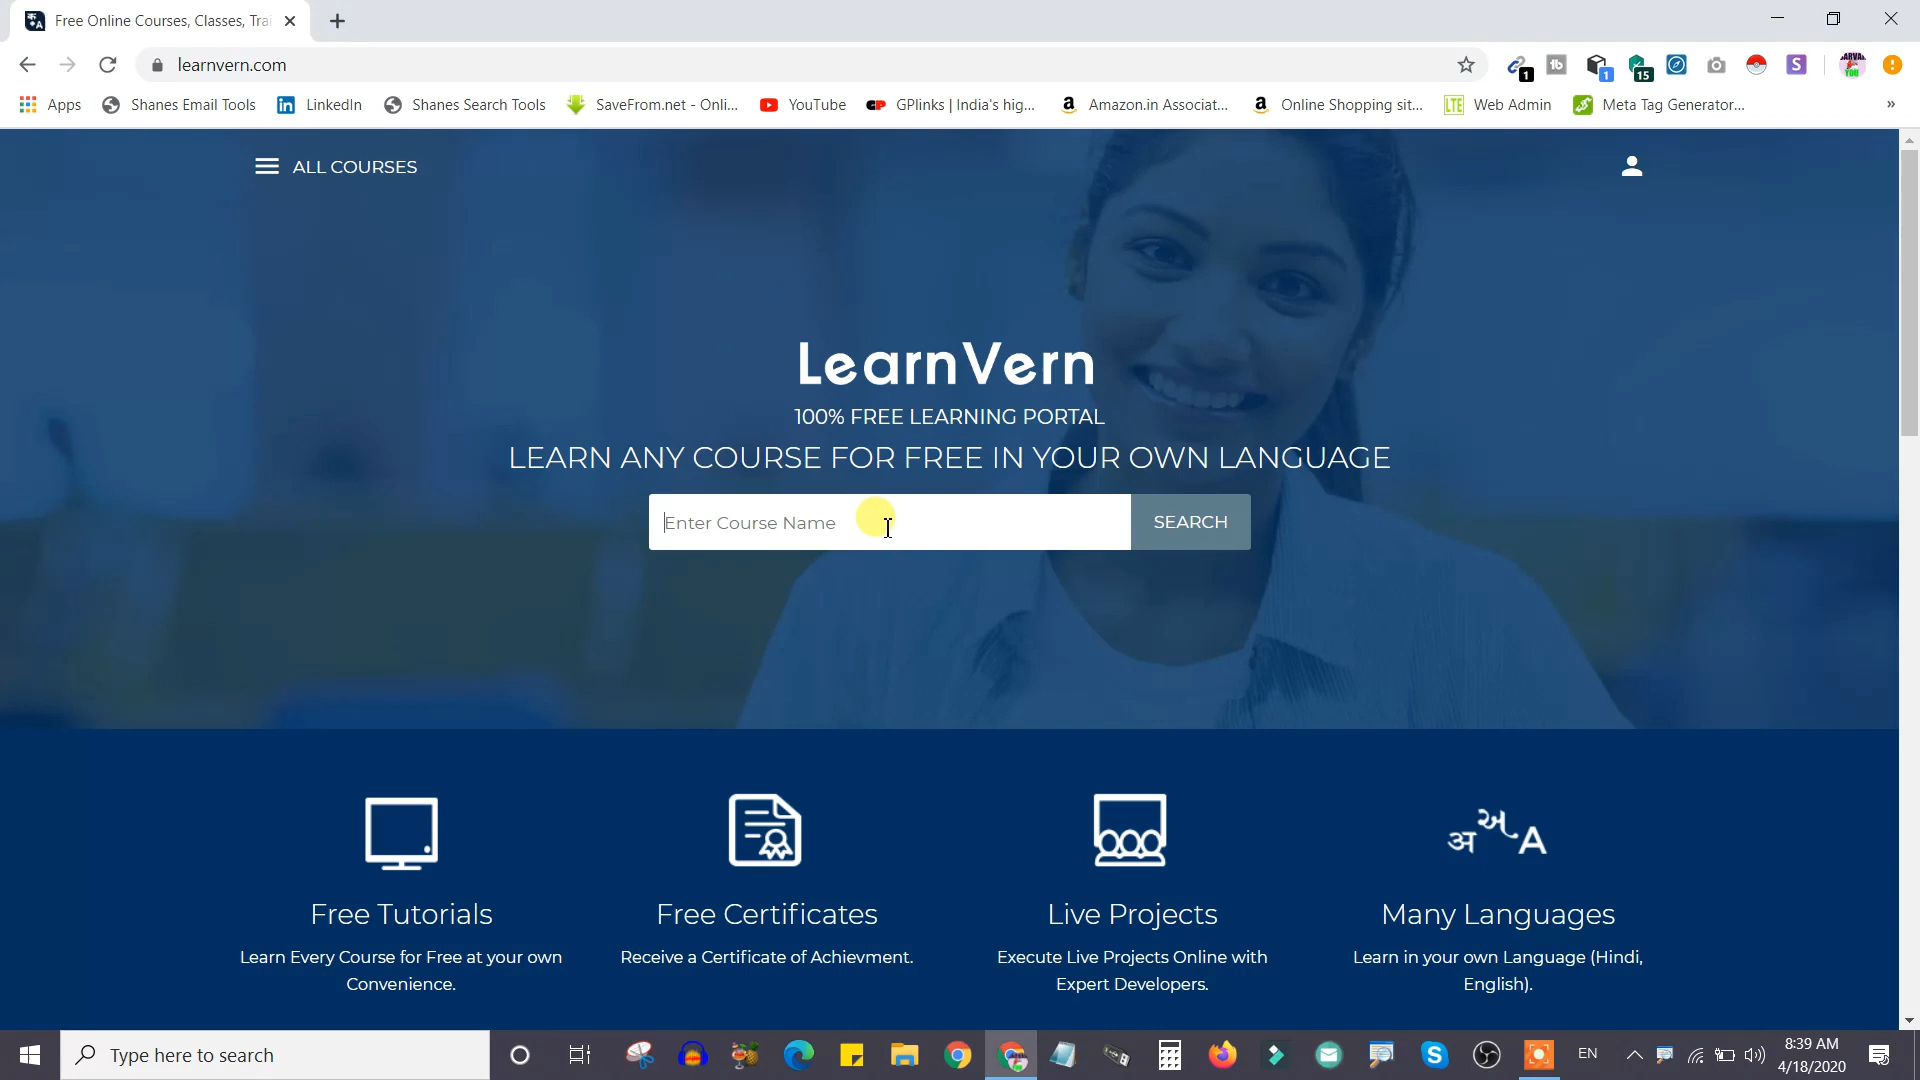 Free Online Courses, Classes, Trai
learnvern.com
1
1
15
S
Apps
Shanes Email Tools
LinkedIn
Shanes Search Tools
SaveFrom.net - Onli...
YouTube
GPlinks | India's hig...
Amazon.in Associat...
Online Shopping sit...
LTE
Web Admin
Meta Tag Generator...
»
ALL COURSES
LearnVern
100% FREE LEARNING PORTAL
LEARN ANY COURSE FOR FREE IN YOUR OWN LANGUAGE
Enter Course Name
SEARCH
अ અ A
Free Tutorials
Learn Every Course for Free at your own
Convenience.
Free Certificates
Receive a Certificate of Achievment.
Live Projects
Execute Live Projects Online with
Expert Developers.
Many Languages
Learn in your own Language (Hindi,
English).
Type here to search
EN
8:39 AM
4/18/2020